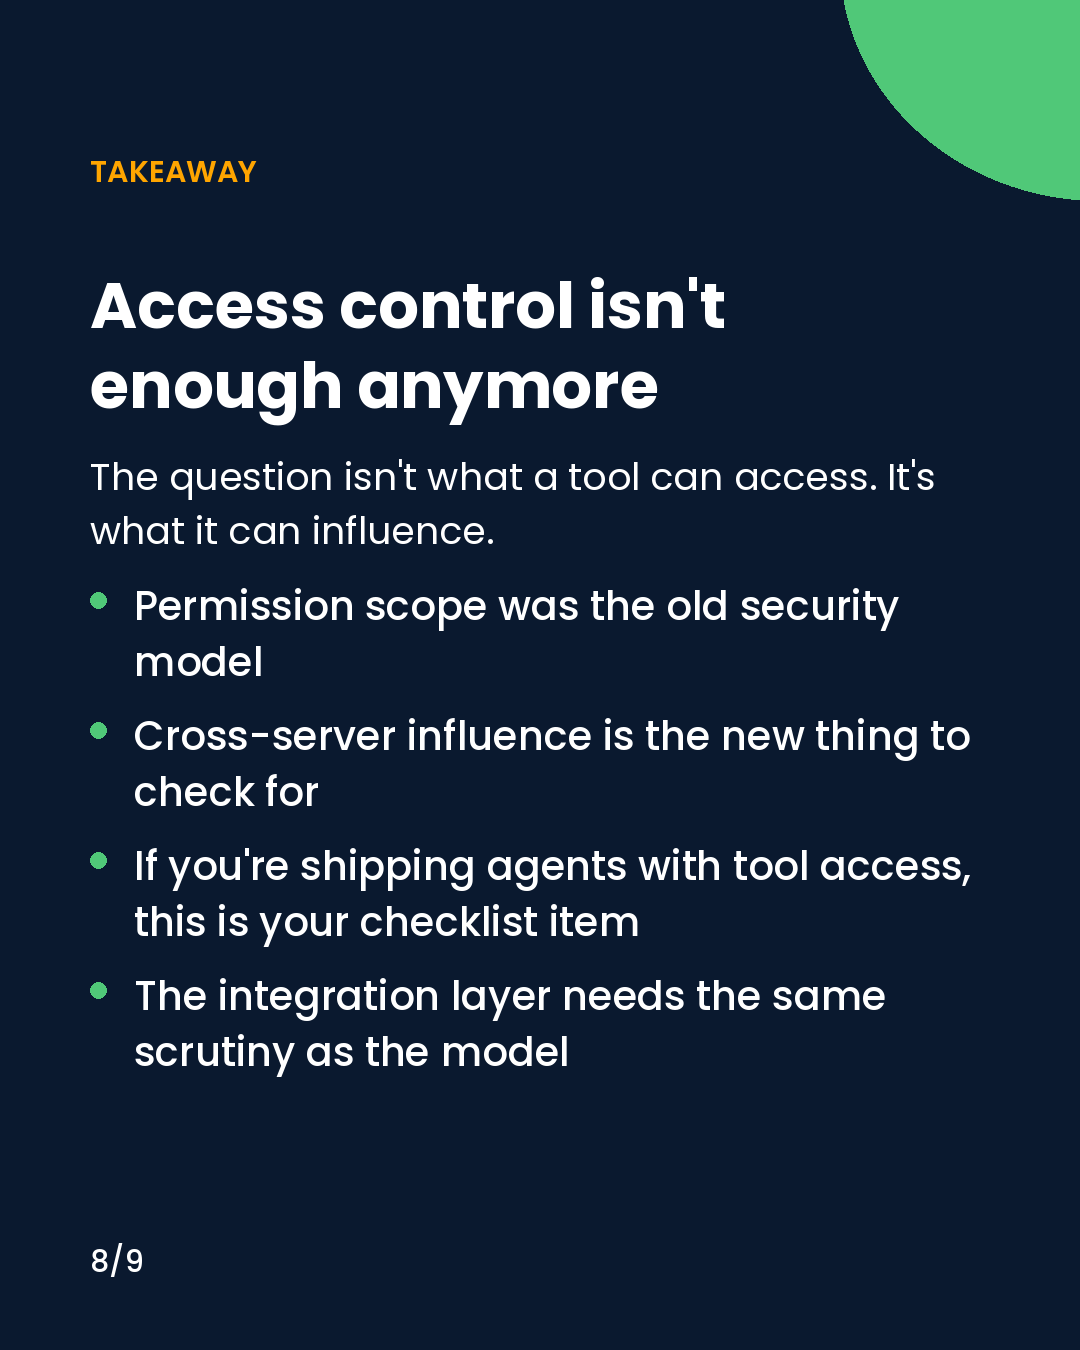 TAKEAWAY
Access control isn't
enough anymore
The question isn't what a tool can access. It's
what it can influence.
Permission scope was the old security
model
Cross-server influence is the new thing to
check for
If you're shipping agents with tool access,
this is your checklist item
The integration layer needs the same
scrutiny as the model
8/9